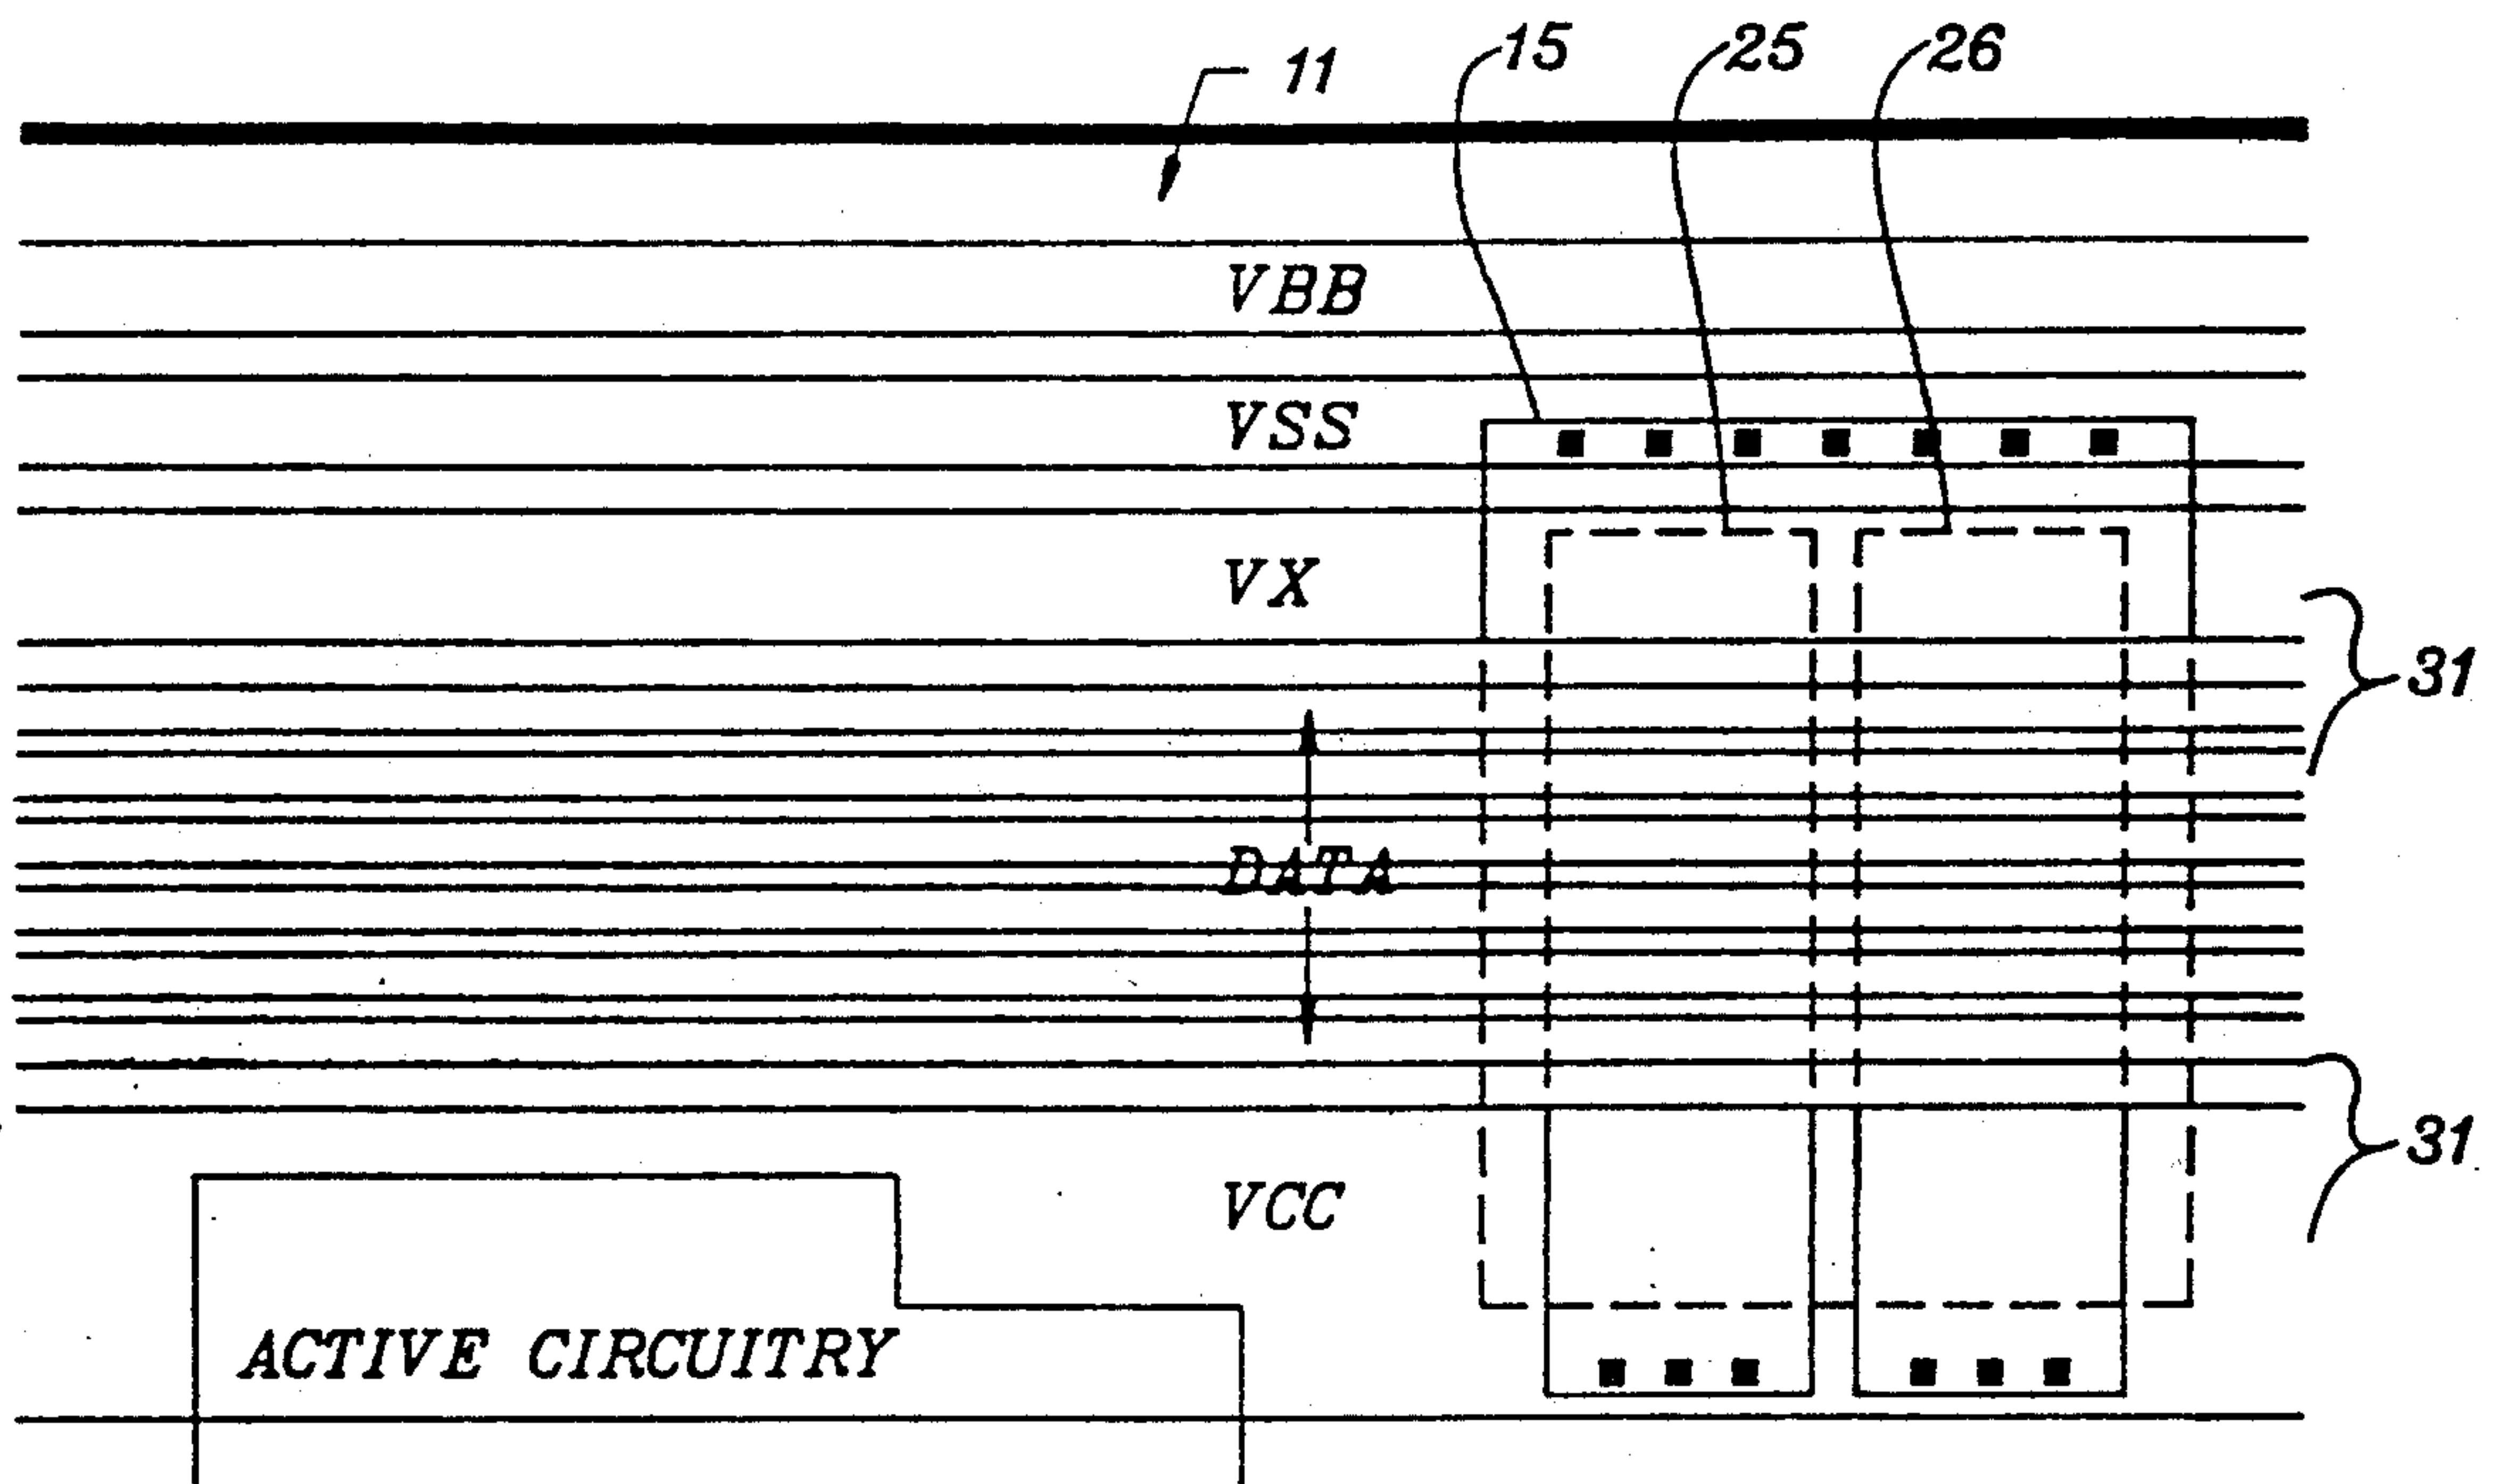 11
15
25
26
VBB
VSS
VX
31
DATA
31
VCC
ACTIVE CIRCUITRY